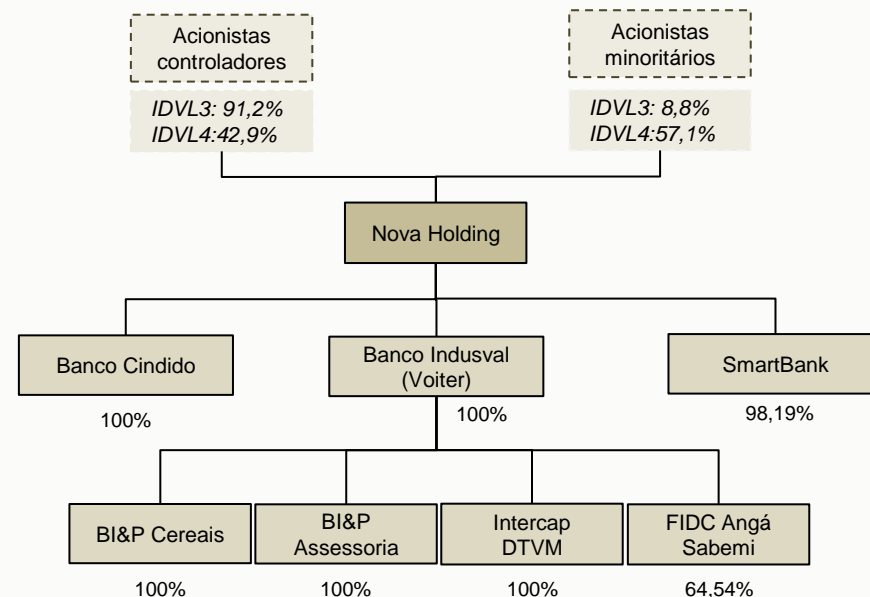 Acionistas
controladores
Acionistas
minoritários
IDVL3: 91,2%
IDVL4:42,9%
IDVL3: 8,8%
IDVL4:57,1%
Nova Holding
Banco Cindido
Banco Indusval
(Voiter)
SmartBank
100%
100%
98,19%
BI&P Cereais
BI&P
Assessoria
Intercap
DTVM
FIDC Angá
Sabemi
100%
100%
100%
64,54%